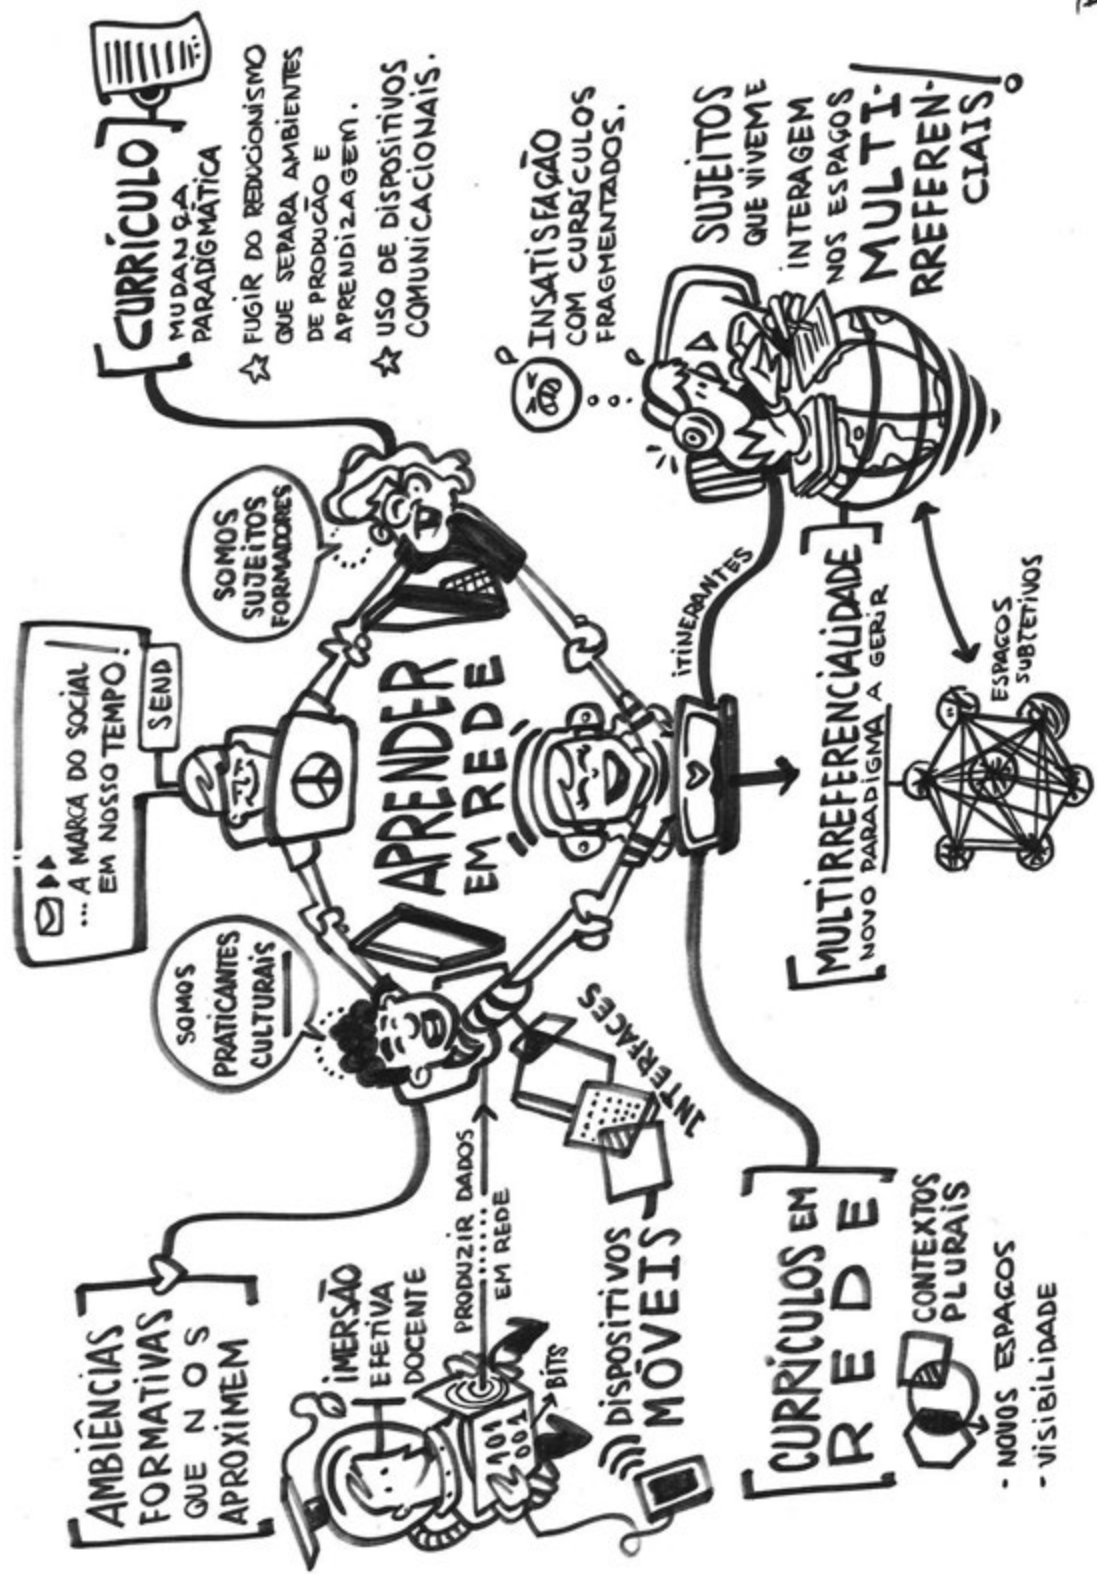 ... A MARCA DO SOCIAL
EM NOSSO TEMPO!
SEND
AMBIÊNCIAS
FORMATIVAS
QUE NOS
APROXIMEM
SOMOS
PRATICANTES
CULTURAIS
SOMOS
SUJEITOS
FORMADORES
CURRÍCULO
MUDANÇA
PARADIGMÁTICA
FUGIR DO REDUCIONISMO
QUE SEPARA AMBIENTES
DE PRODUÇÃO E
APRENDIZAGEM.
USO DE DISPOSITIVOS
COMUNICACIONAIS.
IMERSÃO
EFETIVA
DOCENTE
PRODUZIR DADOS
EM REDE
101
001
BITS
APRENDER
EM REDE
INTERFACES
DISPOSITIVOS
MÓVEIS
INSATISFAÇÃO
COM CURRÍCULOS
FRAGMENTADOS.
ITINERANTES
SUJEITOS
QUE VIVEM E
INTERAGEM
NOS ESPAÇOS
MULTI-
RREFEREN-
CIAIS
CURRÍCULOS EM
REDE
CONTEXTOS
PLURAIS
- NOVOS ESPAÇOS
- VISIBILIDADE
MULTIRREFERENCIALIDADE
NOVO PARADIGMA A GERIR
ESPAÇOS
SUBTETIVOS